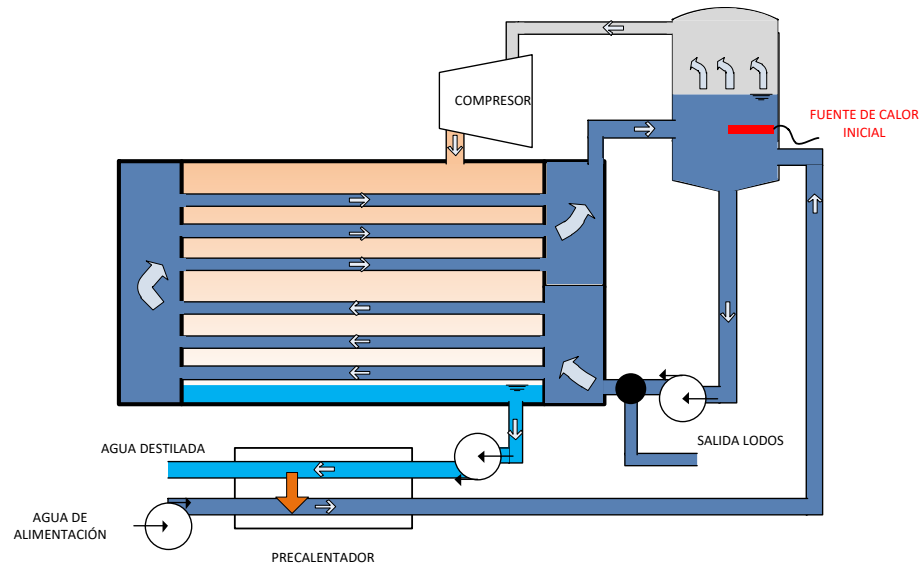 COMPRESOR
FUENTE DE CALOR
INICIAL
AGUA DESTILADA
SALIDA LODOS
AGUA DE
ALIMENTACIÓN
PRECALENTADOR